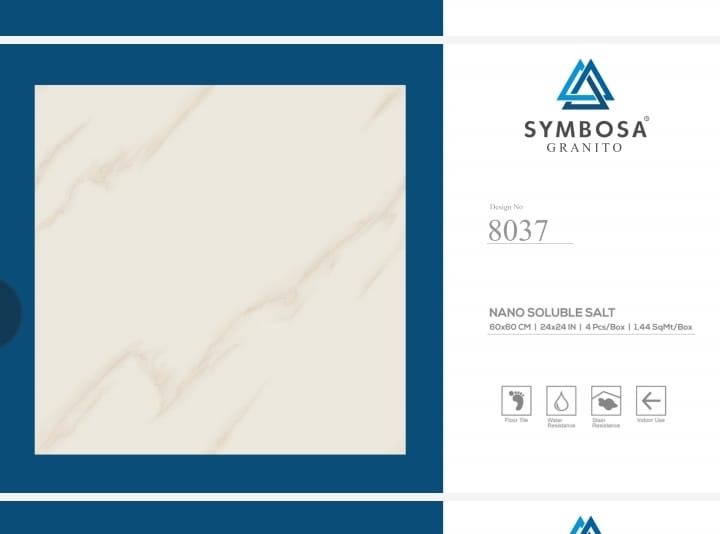 SYMBOSA®
GRANITO
Design No
8037
NANO SOLUBLE SALT
60x60 CM | 24x24 IN | 4 Pcs/Box | 1.44 SqMt/Box
Floor Tile
Water
Resistance
Stain
Resistance
Indoor Use